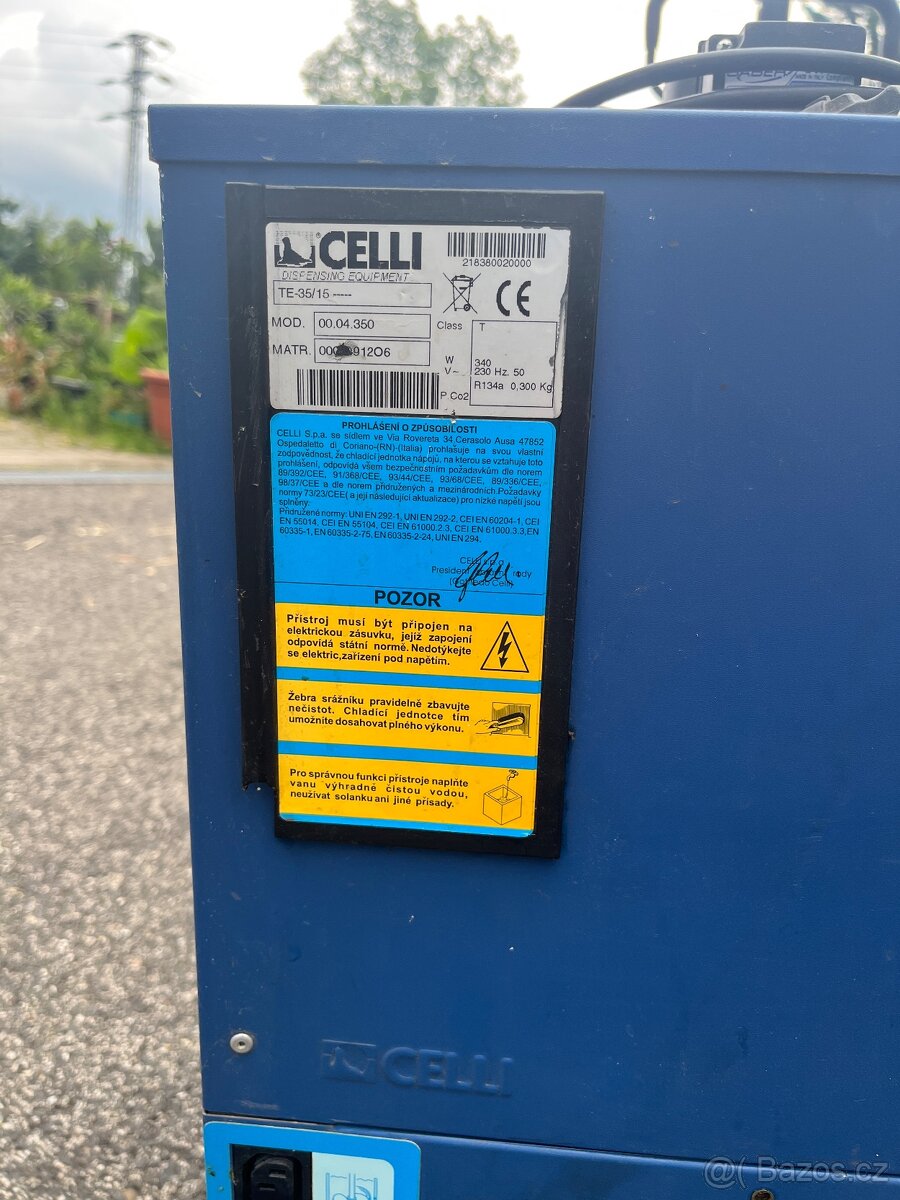 ® CELLI
DISPENSING EQUIPMENT
218380020000
TE-35/15 -----
CE
MOD. 00.04.350
Class T
MATR. 912O6
W 340
V~ 230 Hz. 50
R134a 0,300 Kg
P.Co2
PROHLÁŠENÍ O ZPŮSOBILOSTI
CELLI S.p.a. se sídlem ve Via Rovereta 34,Cerasolo Ausa 47852
Ospedaletto di Coriano-(RN)-(Italia) prohlašuje na svou vlastní
zodpovědnost, že chladící jednotka nápojů, na kterou se vztahuje toto
prohlášení, odpovídá všem bezpečnostním požadavkům dle norem
89/392/CEE, 91/368/CEE, 93/44/CEE, 93/68/CEE, 89/336/CEE,
98/37/CEE a dle norem přidružených a mezinárodních.Požadavky
normy 73/23/CEE( a její následující aktualizace) pro nízké napětí jsou
splněny.
Přidružené normy: UNI EN 292-1, UNI EN 292-2, CEI EN 60204-1, CEI
EN 55014, CEI EN 55104, CEI EN 61000.2.3, CEI EN 61000.3.3,EN
60335-1, EN 60335-2-75, EN 60335-2-24, UNI EN 294.
President rady
POZOR
Přístroj musí být připojen na
elektrickou zásuvku, jejíž zapojení
odpovídá státní normě. Nedotýkejte
se elektric,zařízení pod napětím.
Žebra srážníku pravidelně zbavujte
nečistot. Chladící jednotce tím
umožníte dosahovat plného výkonu.
Pro správnou funkci přístroje naplňte
vanu výhradně čistou vodou,
neužívat solanku ani jiné přísady.
CELLI
@( Bazos.cz